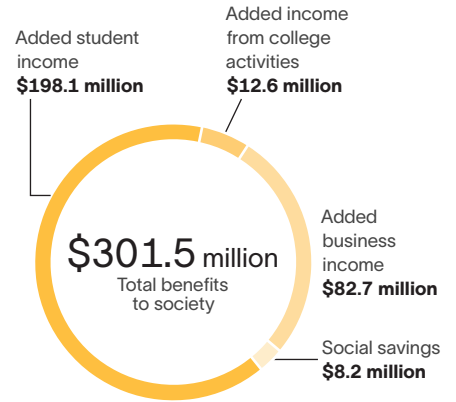 Added student
income
$198.1 million
Added income
from college
activities
$12.6 million
$301.5 million
Total benefits
to society
Added
business
income
$82.7 million
Social savings
$8.2 million